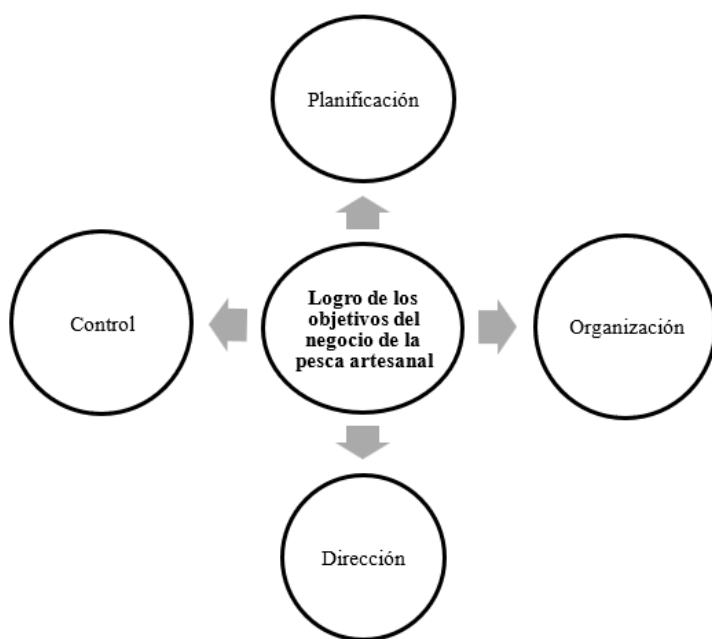 Planificación
Control
Logro de los
objetivos del
negocio de la
pesca artesanal
Organización
Dirección